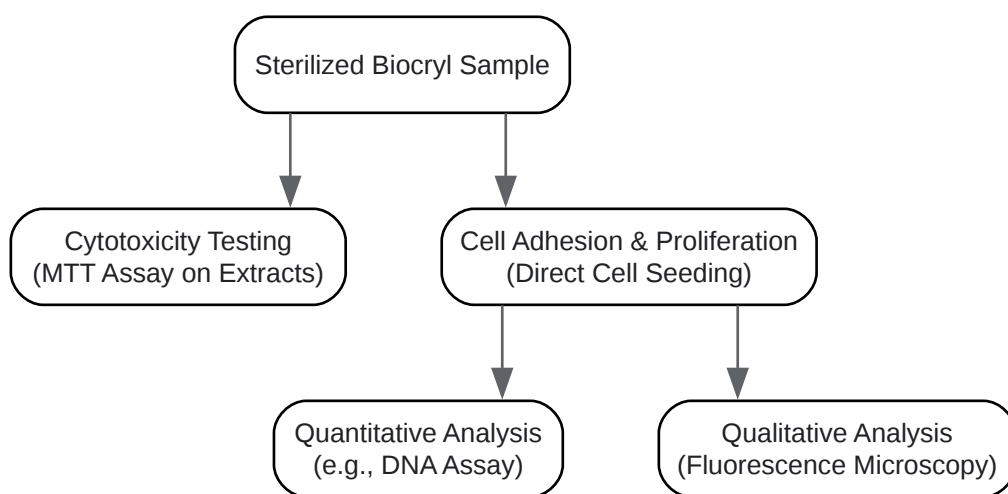 Sterilized Biocryl Sample
Cytotoxicity Testing
(MTT Assay on Extracts)
Cell Adhesion & Proliferation
(Direct Cell Seeding)
Quantitative Analysis
(e.g., DNA Assay)
Qualitative Analysis
(Fluorescence Microscopy)